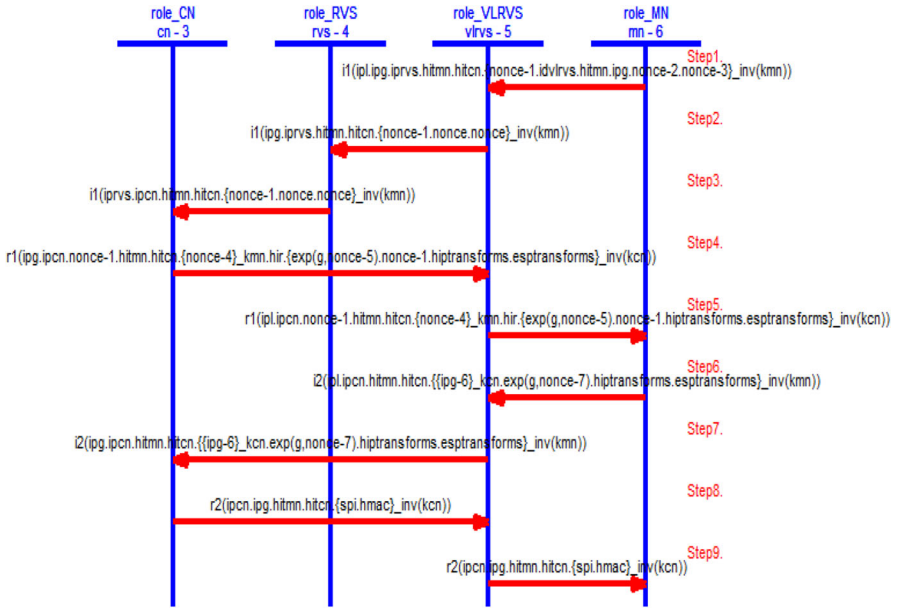 role_CN role_RVS role_VLRVS role_MN
cn - 3 rvs - 4 vlrvs - 5 mn - 6
Step1.
i1(ipl.ipg.iprvs.hitmn.hitcn.{nonce-1.idvlrvs.hitmn.ipg.nonce-2.nonce-3}_inv(kmn))
Step2.
i1(ipg.iprvs.hitmn.hitcn.{nonce-1.nonce.nonce}_inv(kmn))
Step3.
i1(iprvs.ipcn.hitmn.hitcn.{nonce-1.nonce.nonce}_inv(kmn))
Step4.
r1(ipg.ipcn.nonce-1.hitmn.hitcn.{nonce-4}_kmn.hir.{exp(g,nonce-5).nonce-1.hiptransforms.esptransforms}_inv(kcn))
Step5.
r1(ipl.ipcn.nonce-1.hitmn.hitcn.{nonce-4}_kmn.hir.{exp(g,nonce-5).nonce-1.hiptransforms.esptransforms}_inv(kcn))
Step6.
i2(ipl.ipcn.hitmn.hitcn.{{ipg-6}_kcn.exp(g,nonce-7).hiptransforms.esptransforms}_inv(kmn))
Step7.
i2(ipg.ipcn.hitmn.hitcn.{{ipg-6}_kcn.exp(g,nonce-7).hiptransforms.esptransforms}_inv(kmn))
Step8.
r2(ipcn.ipg.hitmn.hitcn.{spi.hmac}_inv(kcn))
Step9.
r2(ipcn.ipg.hitmn.hitcn.{spi.hmac}_inv(kcn))